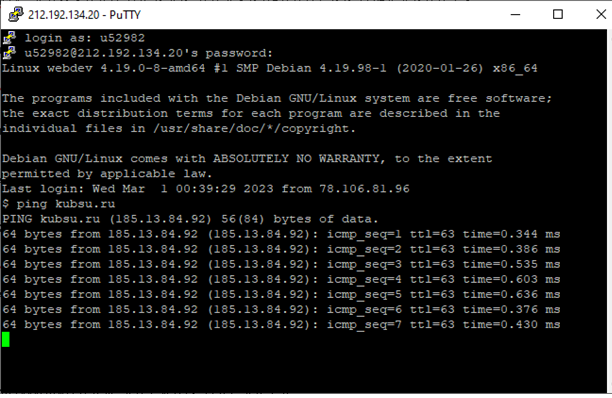 212.192.134.20 - PuTTY
login as: u52982
u52982@212.192.134.20's password:
Linux webdev 4.19.0-8-amd64 #1 SMP Debian 4.19.98-1 (2020-01-26) x86_64
The programs included with the Debian GNU/Linux system are free software;
the exact distribution terms for each program are described in the
individual files in /usr/share/doc/*/copyright.
Debian GNU/Linux comes with ABSOLUTELY NO WARRANTY, to the extent
permitted by applicable law.
Last login: Wed Mar  1 00:39:29 2023 from 78.106.81.96
$ ping kubsu.ru
PING kubsu.ru (185.13.84.92) 56(84) bytes of data.
64 bytes from 185.13.84.92 (185.13.84.92): icmp_seq=1 ttl=63 time=0.344 ms
64 bytes from 185.13.84.92 (185.13.84.92): icmp_seq=2 ttl=63 time=0.386 ms
64 bytes from 185.13.84.92 (185.13.84.92): icmp_seq=3 ttl=63 time=0.535 ms
64 bytes from 185.13.84.92 (185.13.84.92): icmp_seq=4 ttl=63 time=0.603 ms
64 bytes from 185.13.84.92 (185.13.84.92): icmp_seq=5 ttl=63 time=0.636 ms
64 bytes from 185.13.84.92 (185.13.84.92): icmp_seq=6 ttl=63 time=0.376 ms
64 bytes from 185.13.84.92 (185.13.84.92): icmp_seq=7 ttl=63 time=0.430 ms